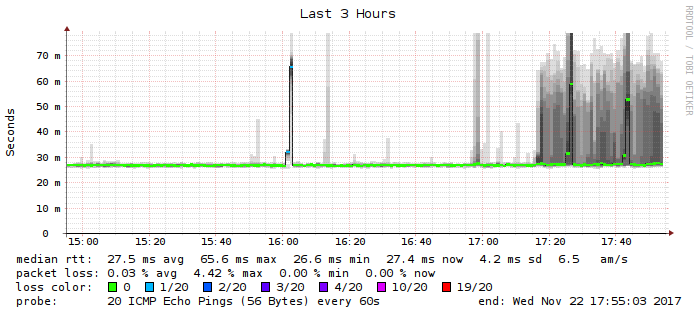 Last 3 Hours
RRDTOOL / TOBI OETIKER
Seconds
70 m
60 m
50 m
40 m
30 m
20 m
10 m
0
15:00 15:20 15:40 16:00 16:20 16:40 17:00 17:20 17:40
median rtt: 27.5 ms avg 65.6 ms max 26.6 ms min 27.4 ms now 4.2 ms sd 6.5 am/s
packet loss: 0.03 % avg 4.42 % max 0.00 % min 0.00 % now
loss color: 0 1/20 2/20 3/20 4/20 10/20 19/20
probe: 20 ICMP Echo Pings (56 Bytes) every 60s end: Wed Nov 22 17:55:03 2017